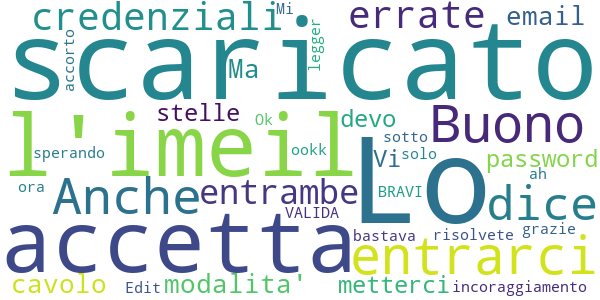 credenziali Mi errate email
accorto legger
scaricato
Ma
stelle Ok devo Buono
l'imeil sperando ookk sotto
Vi solo password
ora Anche entrambe BRAVI ah
Lo dice
VALIDA
accetta bastava risolvete grazie
entrarci
cavolo Edit modalita' metterci incoraggiamento